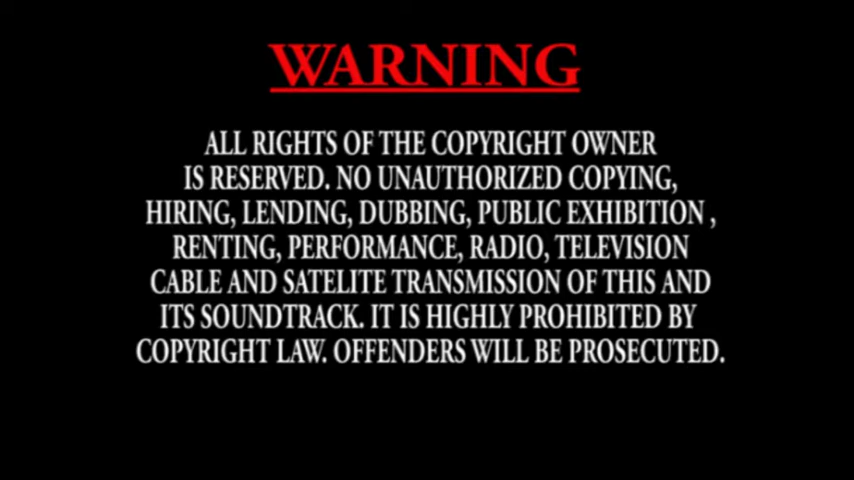 WARNING
ALL RIGHTS OF THE COPYRIGHT OWNER
IS RESERVED. NO UNAUTHORIZED COPYING,
HIRING, LENDING, DUBBING, PUBLIC EXHIBITION ,
RENTING, PERFORMANCE, RADIO, TELEVISION
CABLE AND SATELITE TRANSMISSION OF THIS AND
ITS SOUNDTRACK. IT IS HIGHLY PROHIBITED BY
COPYRIGHT LAW. OFFENDERS WILL BE PROSECUTED.